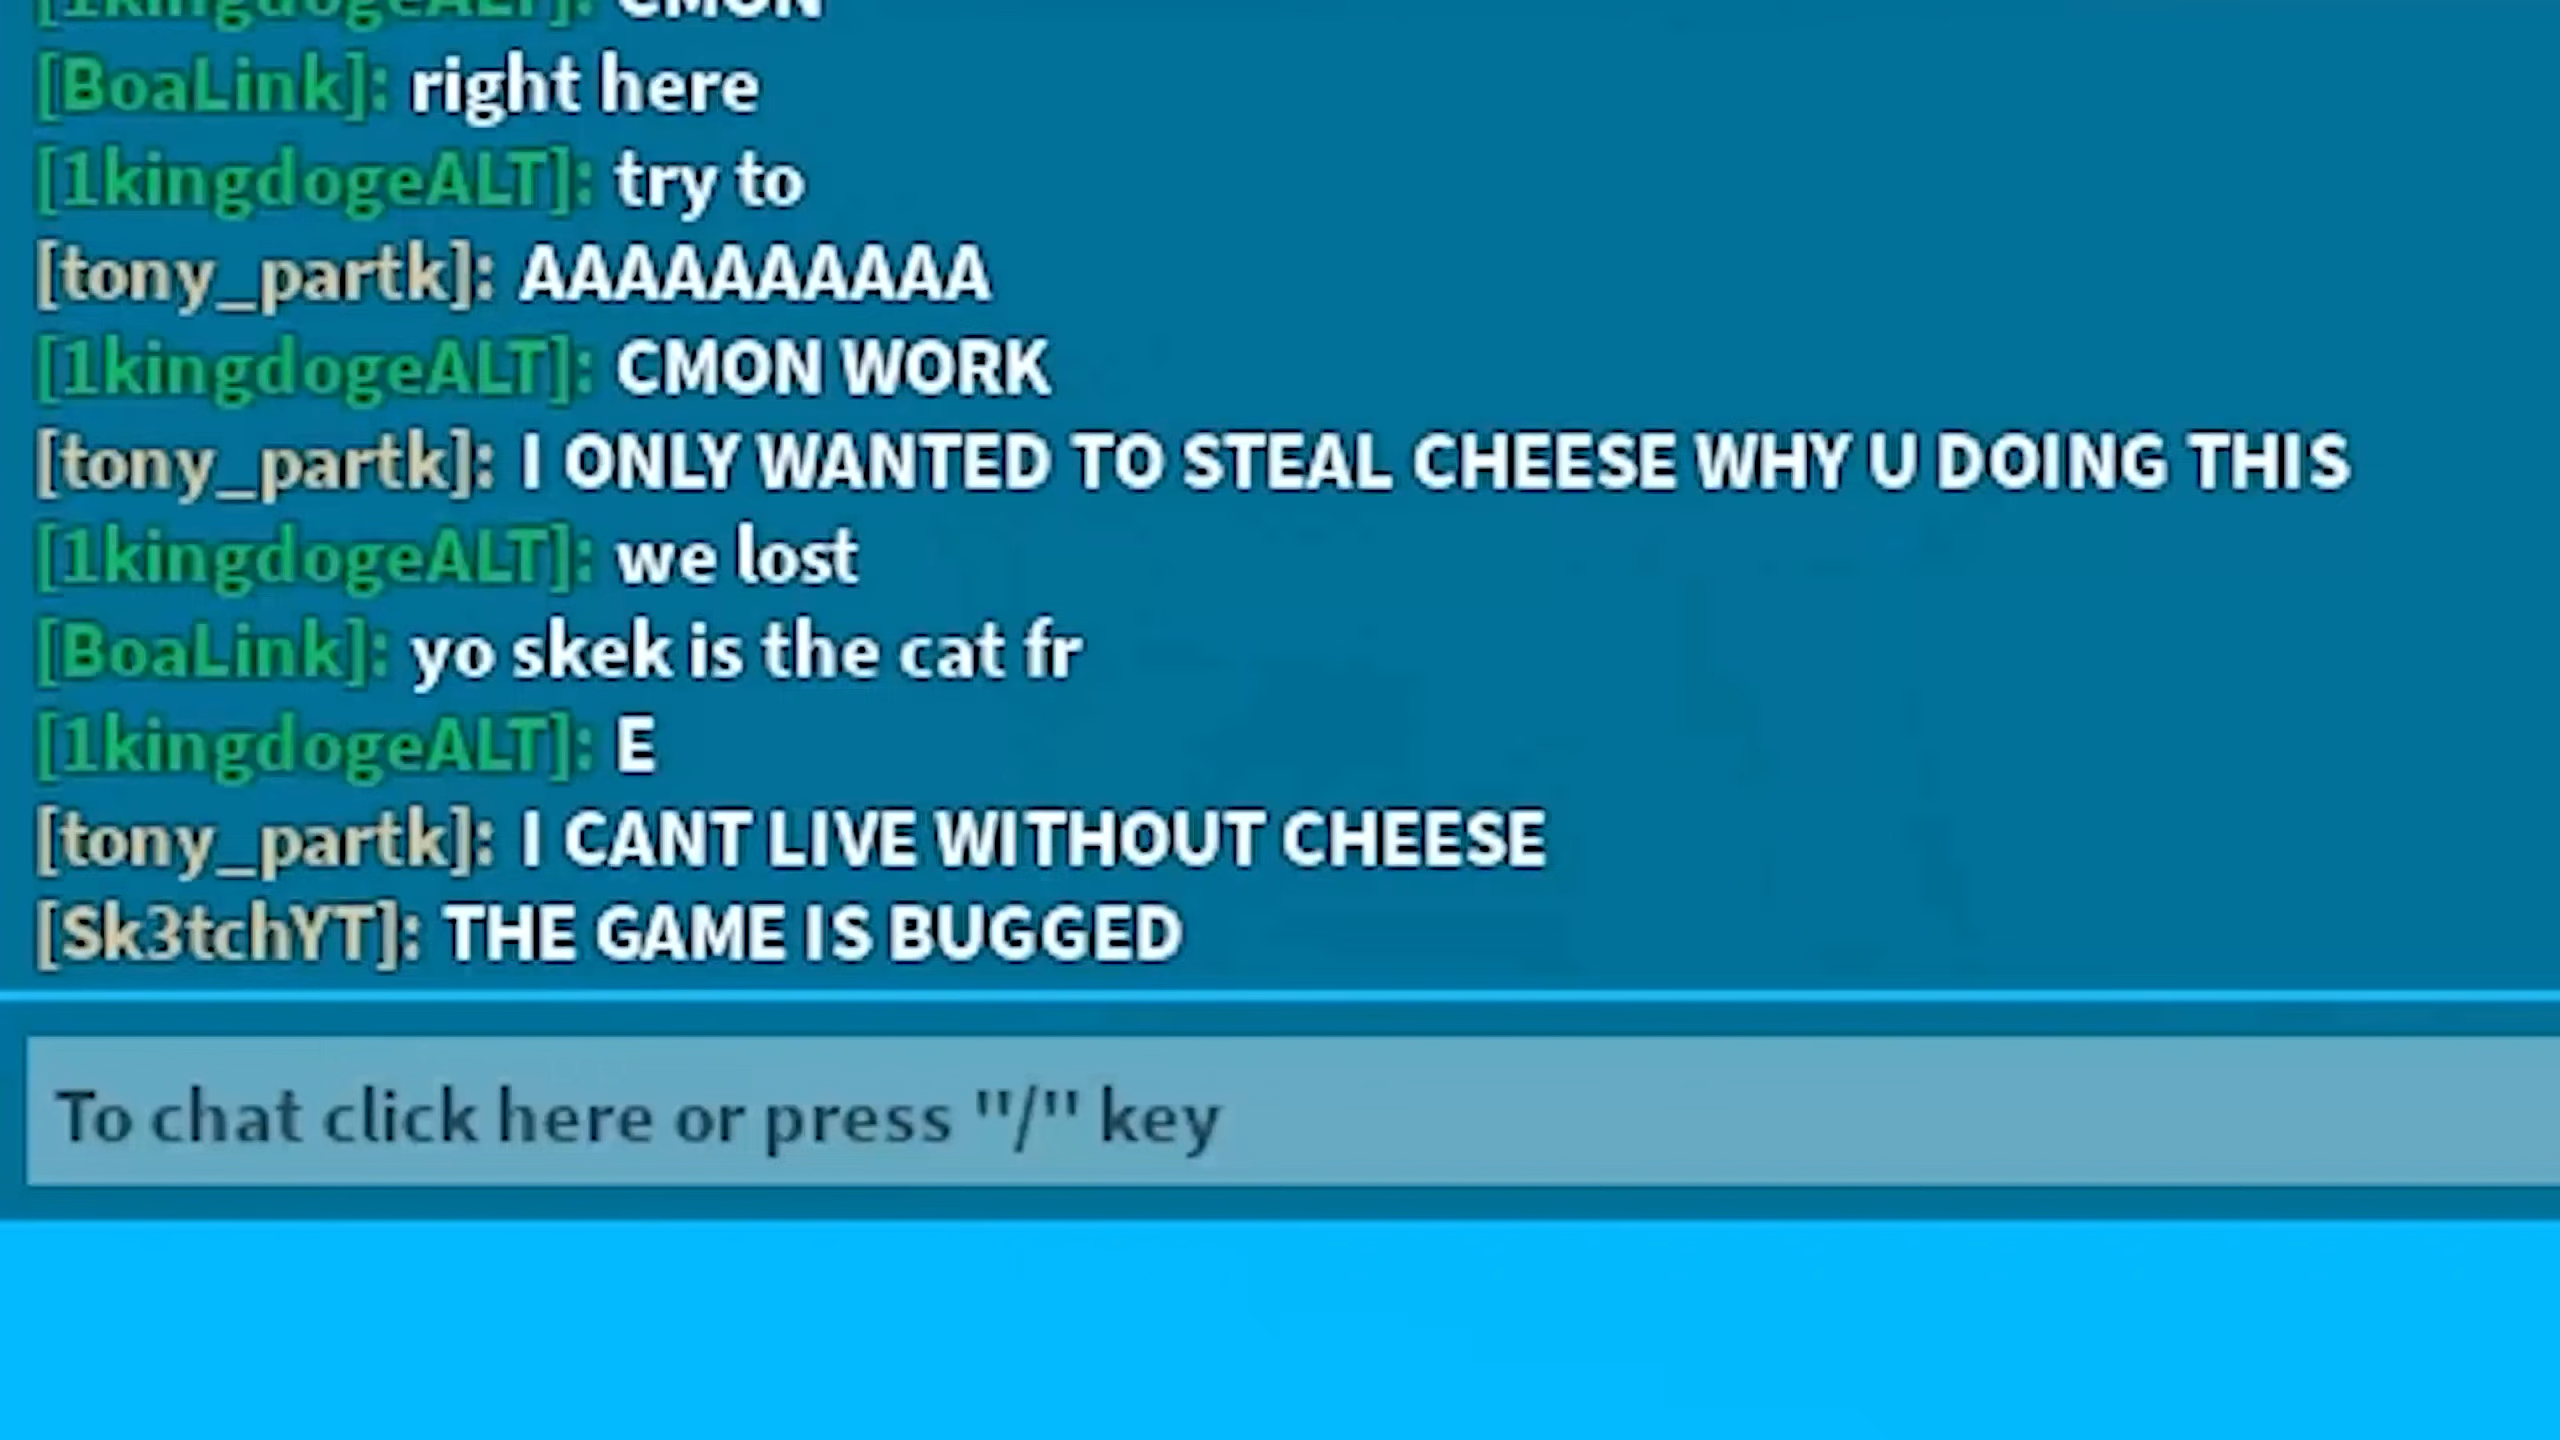 [1kingdogeALT]: CMON
[BoaLink]: right here
[1kingdogeALT]: try to
[tony_partk]: AAAAAAAAAA
[1kingdogeALT]: CMON WORK
[tony_partk]: I ONLY WANTED TO STEAL CHEESE WHY U DOING THIS
[1kingdogeALT]: we lost
[BoaLink]: yo skek is the cat fr
[1kingdogeALT]: E
[tony_partk]: I CANT LIVE WITHOUT CHEESE
[Sk3tchYT]: THE GAME IS BUGGED
To chat click here or press "/" key